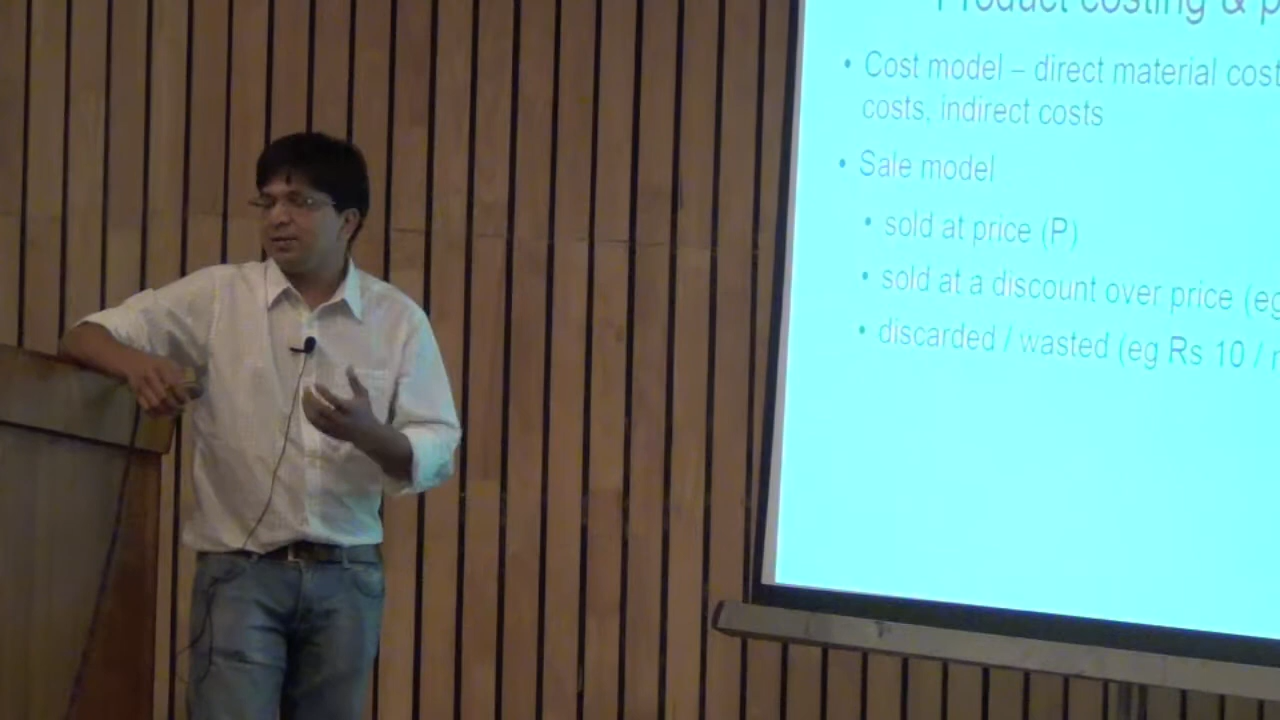 Product costing & p
• Cost model – direct material cost
costs, indirect costs
• Sale model
• sold at price (P)
• sold at a discount over price (eg
• discarded / wasted (eg Rs 10 /